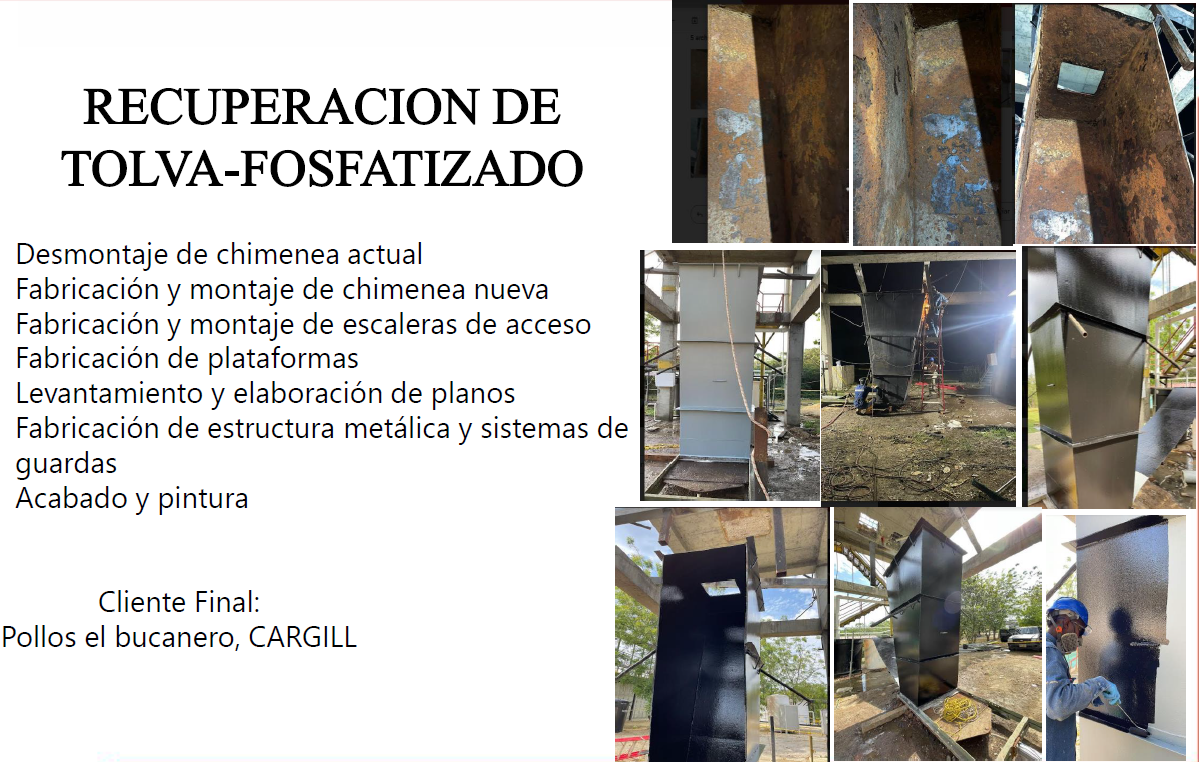 RECUPERACION DE
TOLVA-FOSFATIZADO
Desmontaje de chimenea actual
Fabricación y montaje de chimenea nueva
Fabricación y montaje de escaleras de acceso
Fabricación de plataformas
Levantamiento y elaboración de planos
Fabricación de estructura metálica y sistemas de
guardas
Acabado y pintura
Cliente Final:
Pollos el bucanero, CARGILL